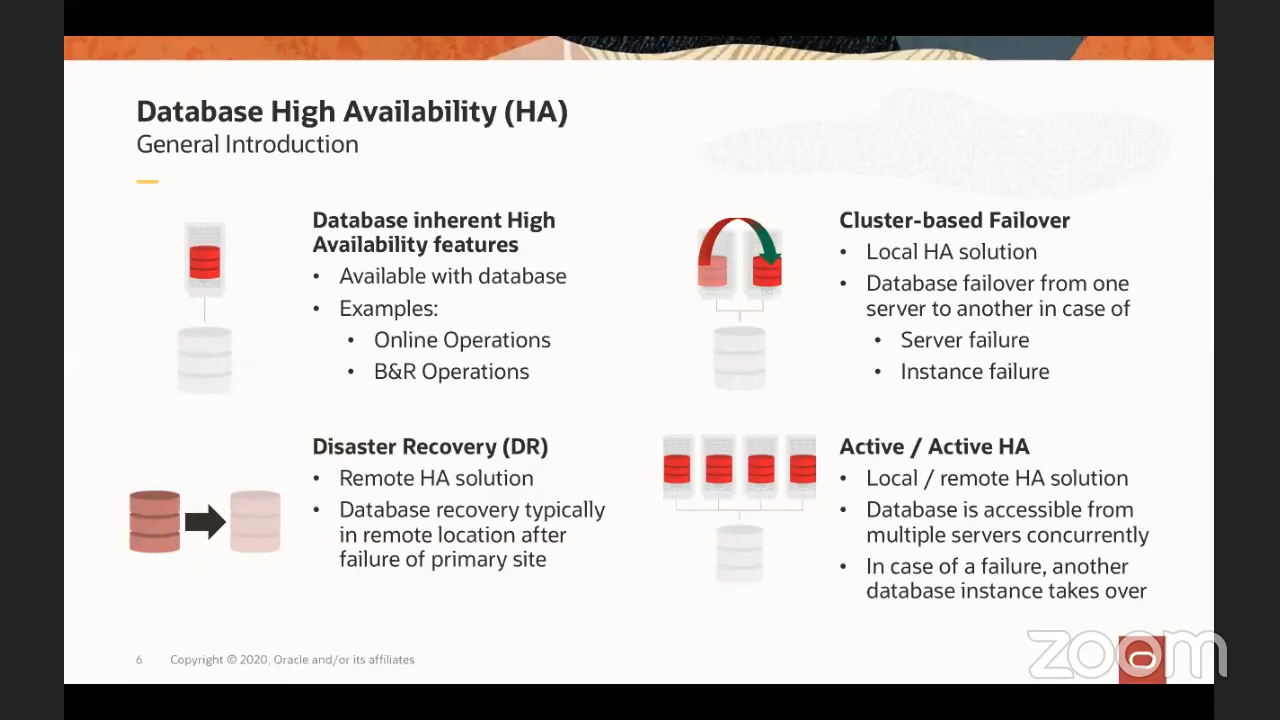 Database High Availability (HA)
General Introduction
Database inherent High
Availability features
• Available with database
• Examples:
• Online Operations
• B&R Operations
Cluster-based Failover
• Local HA solution
• Database failover from one
server to another in case of
• Server failure
• Instance failure
Disaster Recovery (DR)
• Remote HA solution
• Database recovery typically
in remote location after
failure of primary site
Active / Active HA
• Local / remote HA solution
• Database is accessible from
multiple servers concurrently
• In case of a failure, another
database instance takes over
6 Copyright © 2020, Oracle and/or its affiliates
zoom